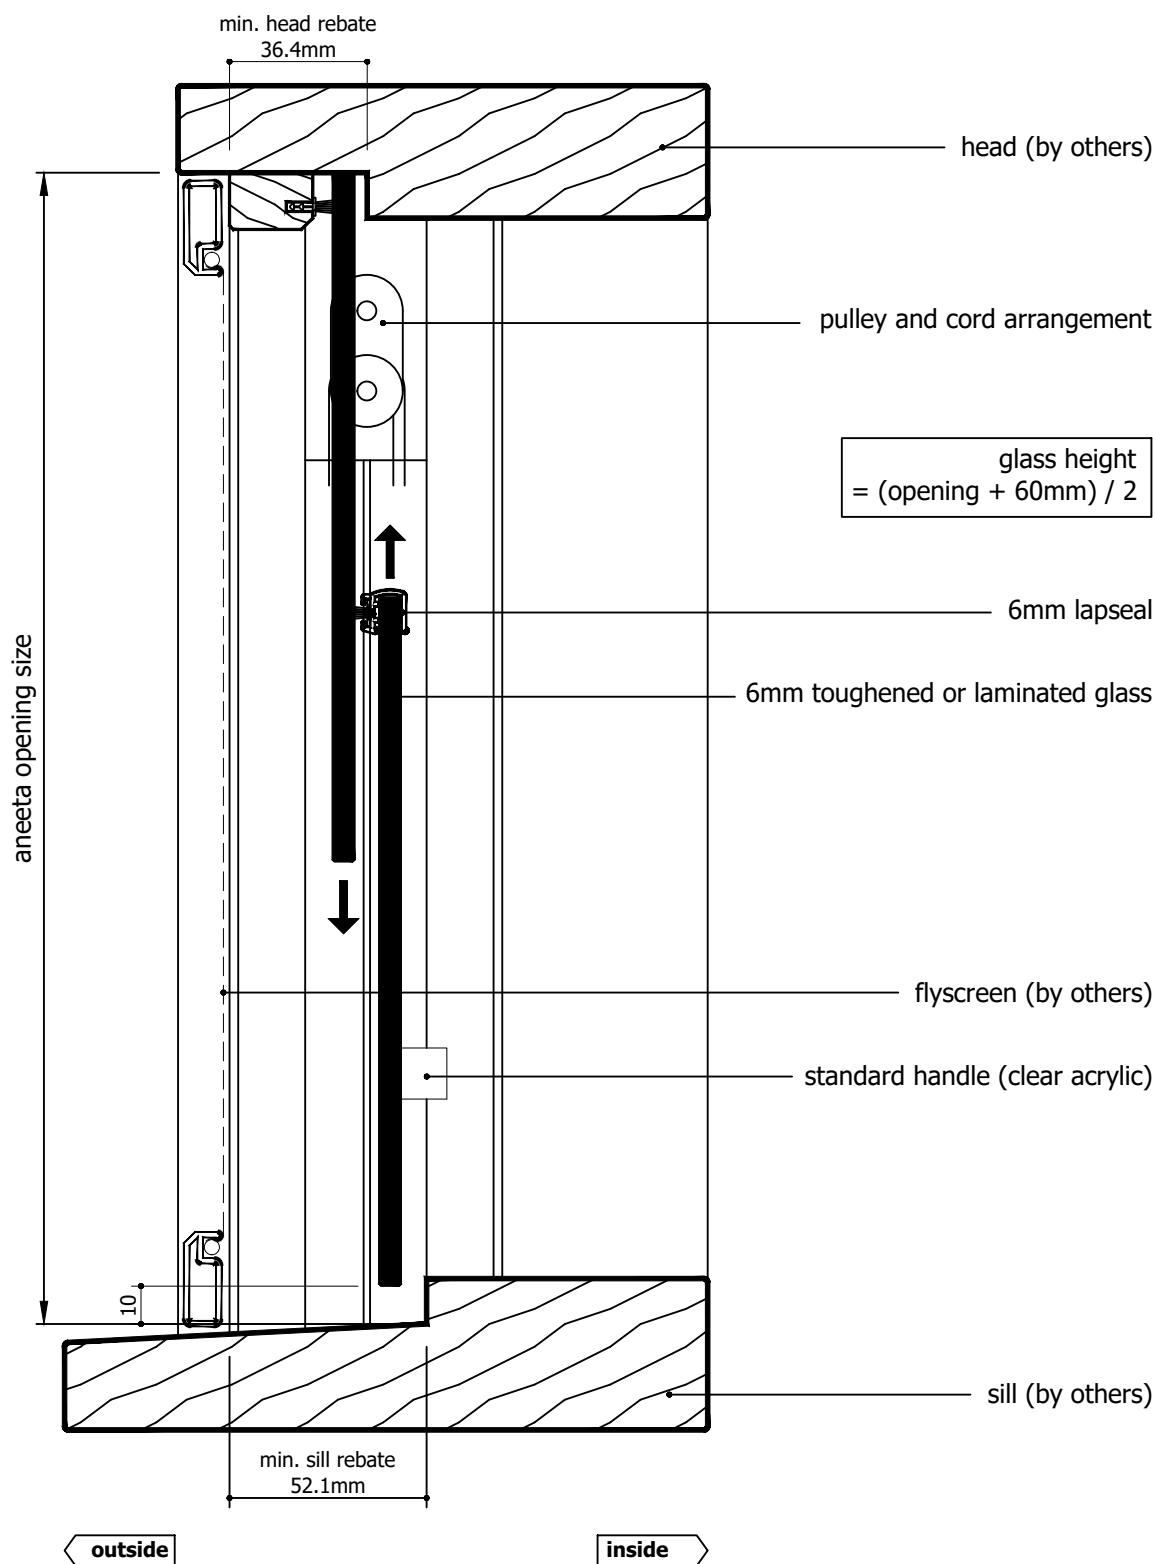 min. head rebate
36.4mm
head (by others)
pulley and cord arrangement
glass height
= (opening + 60mm) / 2
6mm lapseal
6mm toughened or laminated glass
aneeta opening size
flyscreen (by others)
standard handle (clear acrylic)
10
sill (by others)
min. sill rebate
52.1mm
outside
inside